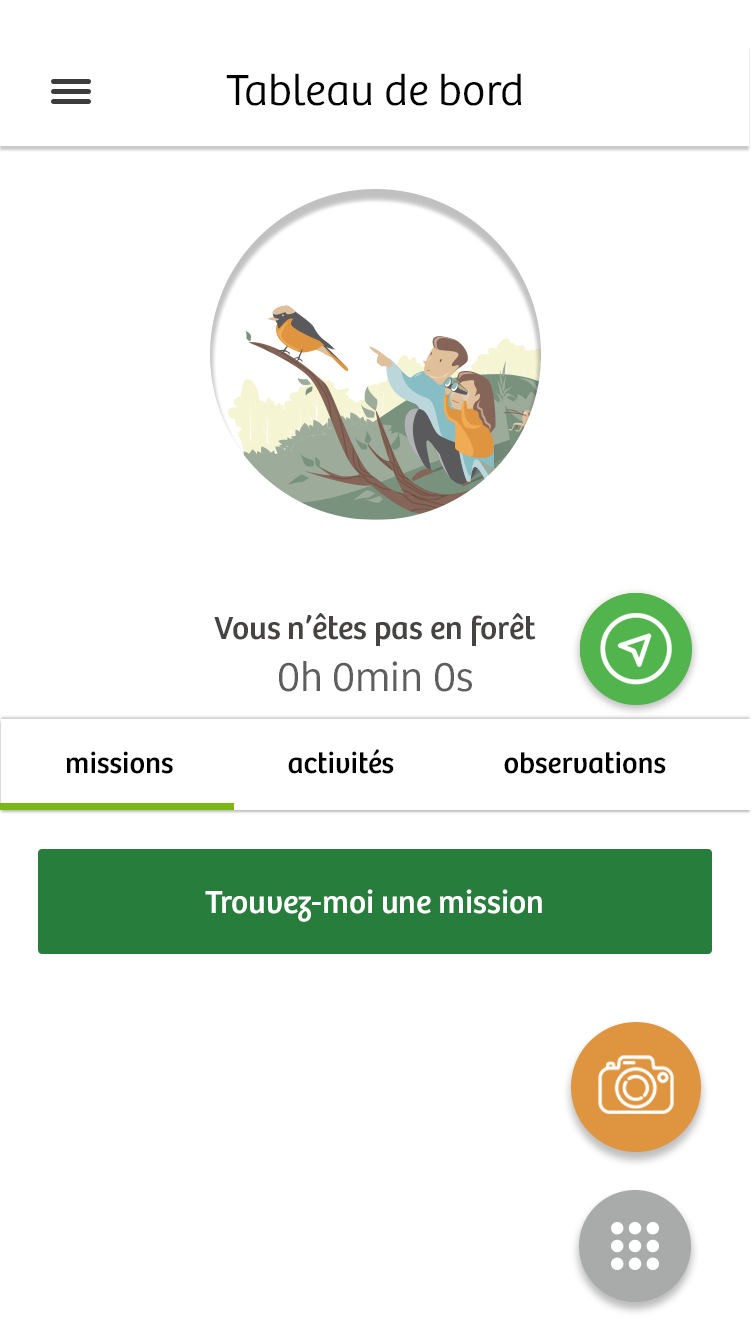 Tableau de bord
Vous n’êtes pas en forêt
0h 0min 0s
missions activités observations
Trouvez-moi une mission